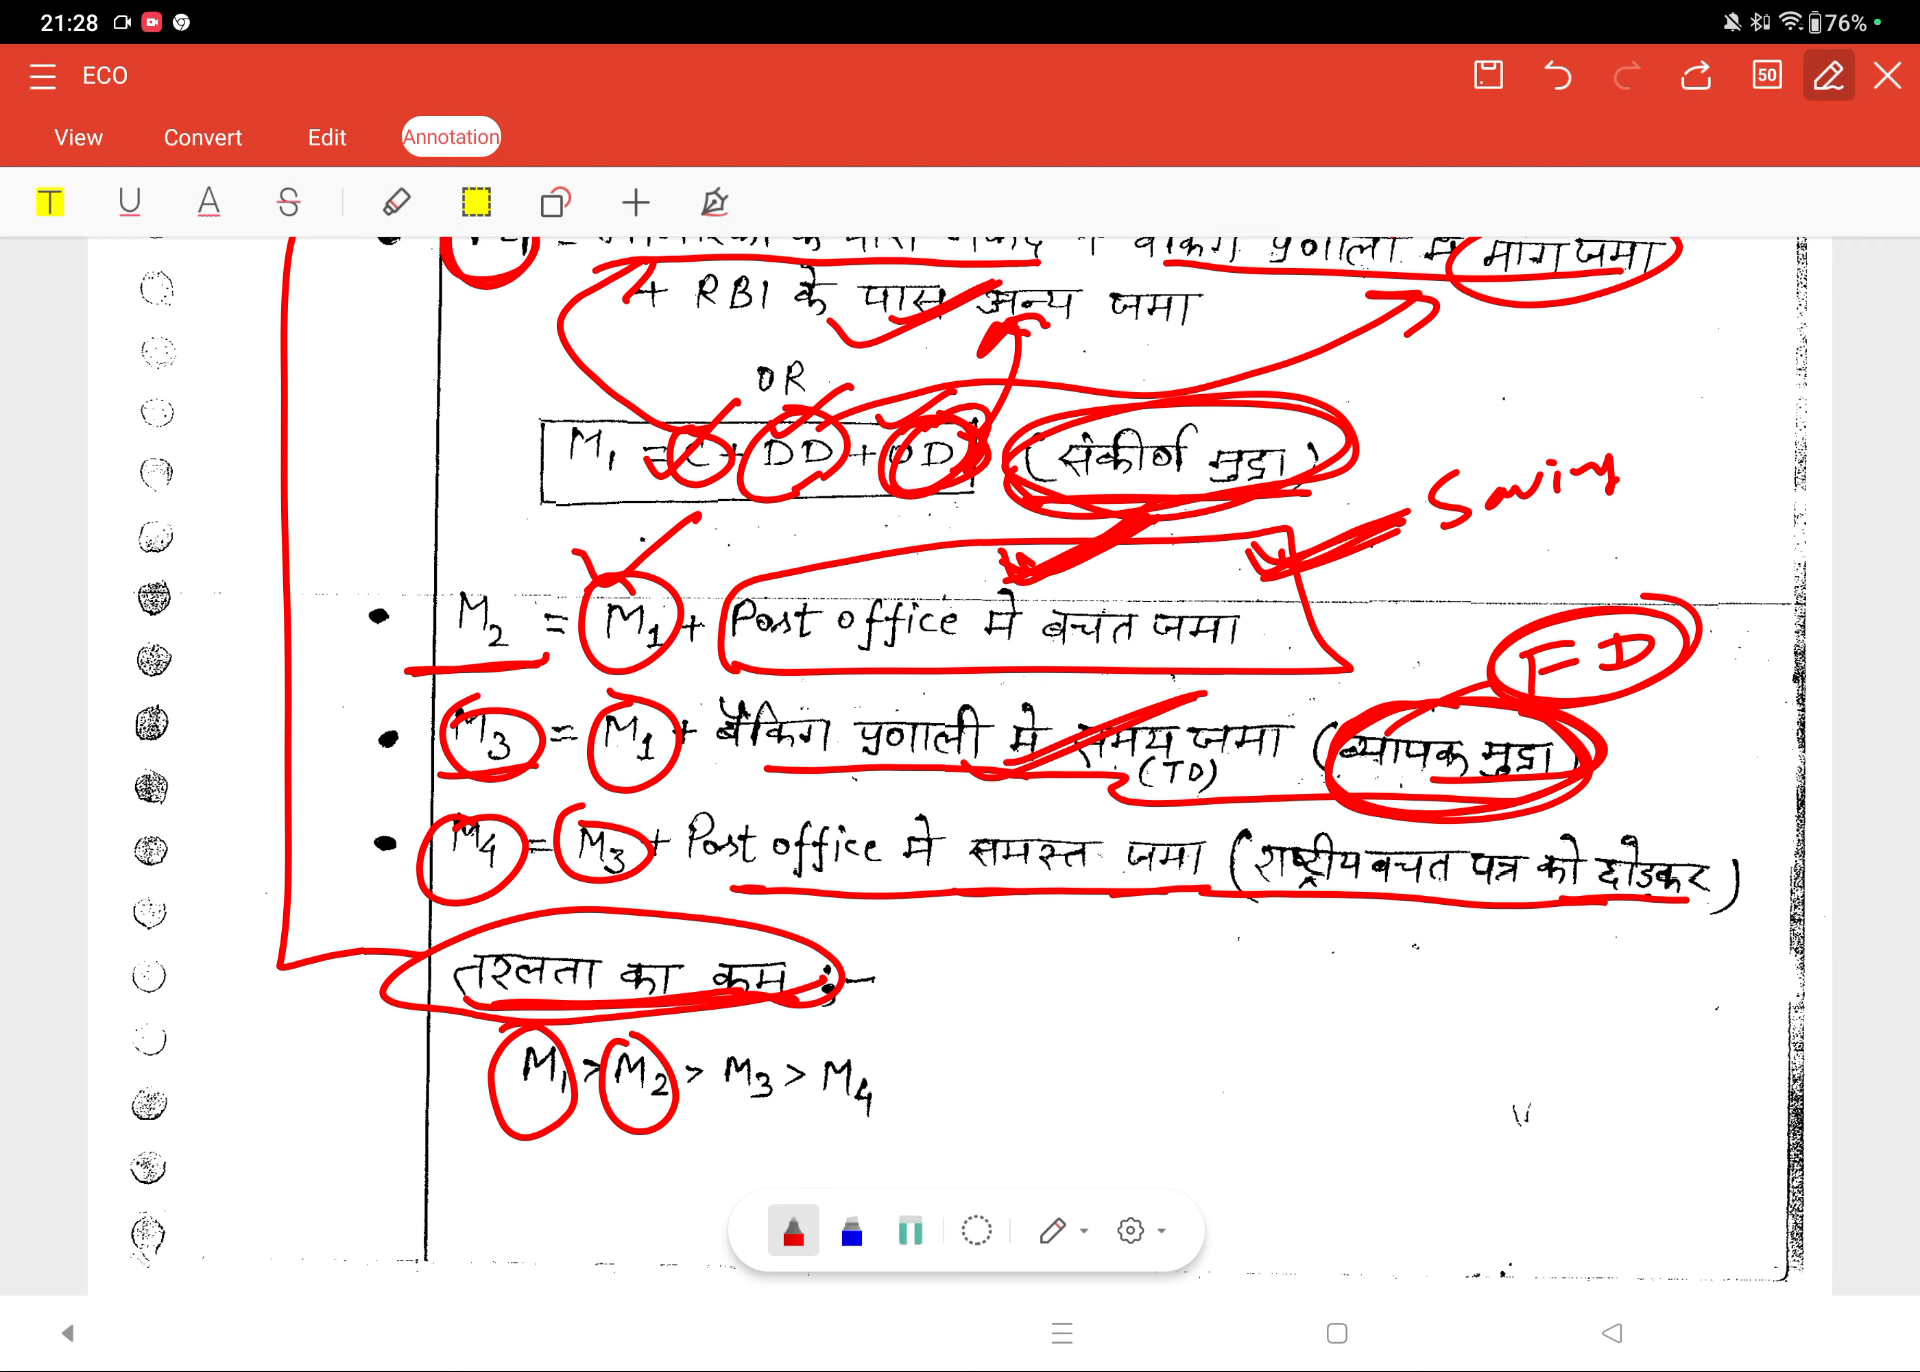 21:28
76%
ECO
50
View Convert Edit Annotation
T U A S
= के पास नकद + बैंकिंग प्रणाली में मांग जमा
+ RBI के पास अन्य जमा
OR
M1 = C + DD + OD (संकीर्ण मुद्रा)
Saving
M2 = M1 + Post office मे बचत जमा
FD
M3 = M1 + बैंकिंग प्रणाली मे समय जमा (व्यापक मुद्रा)
(TD)
M4 = M3 + Post office मे समस्त जमा (राष्ट्रीय बचत पत्र को छोड़कर)
तरलता का क्रम :-
M1 > M2 > M3 > M4